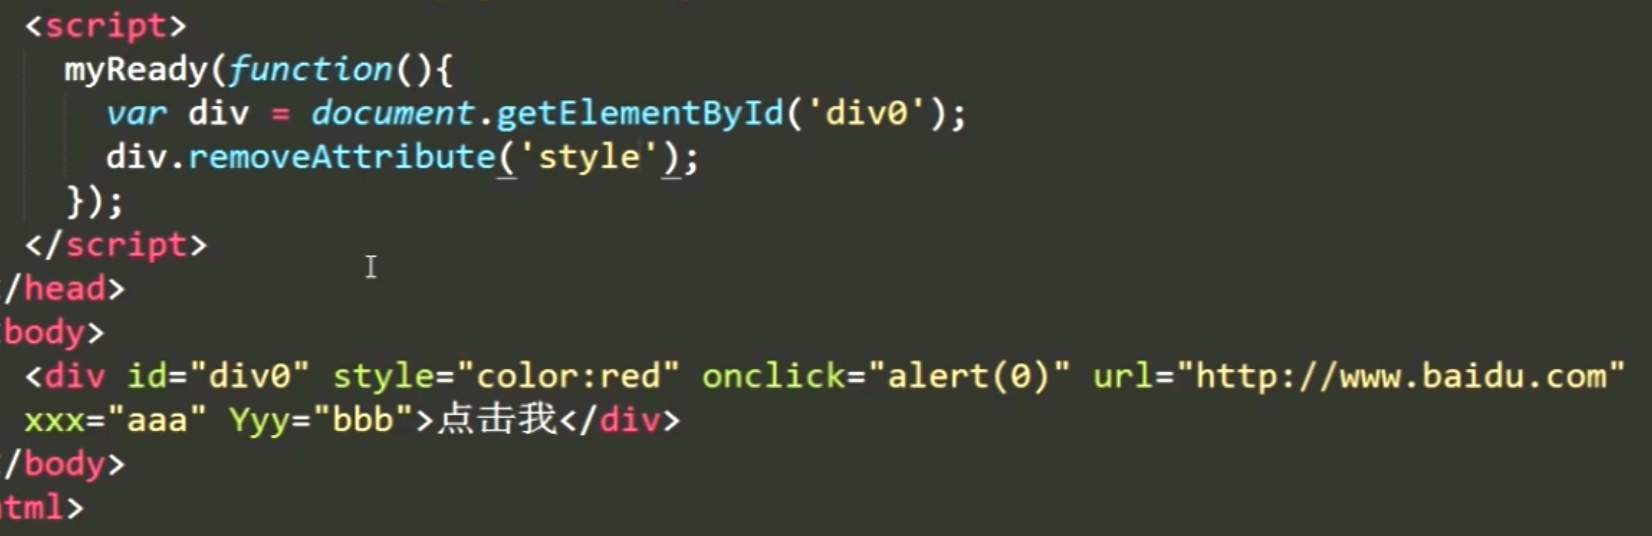 <script>
myReady(function(){
var div = document.getElementById('div0');
div.removeAttribute('style');
});
</script>
/head>
body>
<div id="div0" style="color:red" onclick="alert(0)" url="http://www.baidu.com"
xxx="aaa" Yyy="bbb">点击我</div>
/body>
tml>